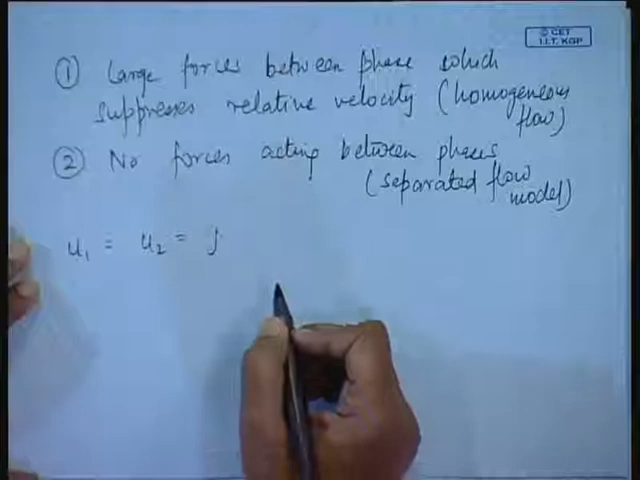 © CET
I.I.T. KGP
① Large forces between phase which
suppresses relative velocity (homogeneous
flow)
② No forces acting between phases
(separated flow
model)
u₁ = u₂ = j